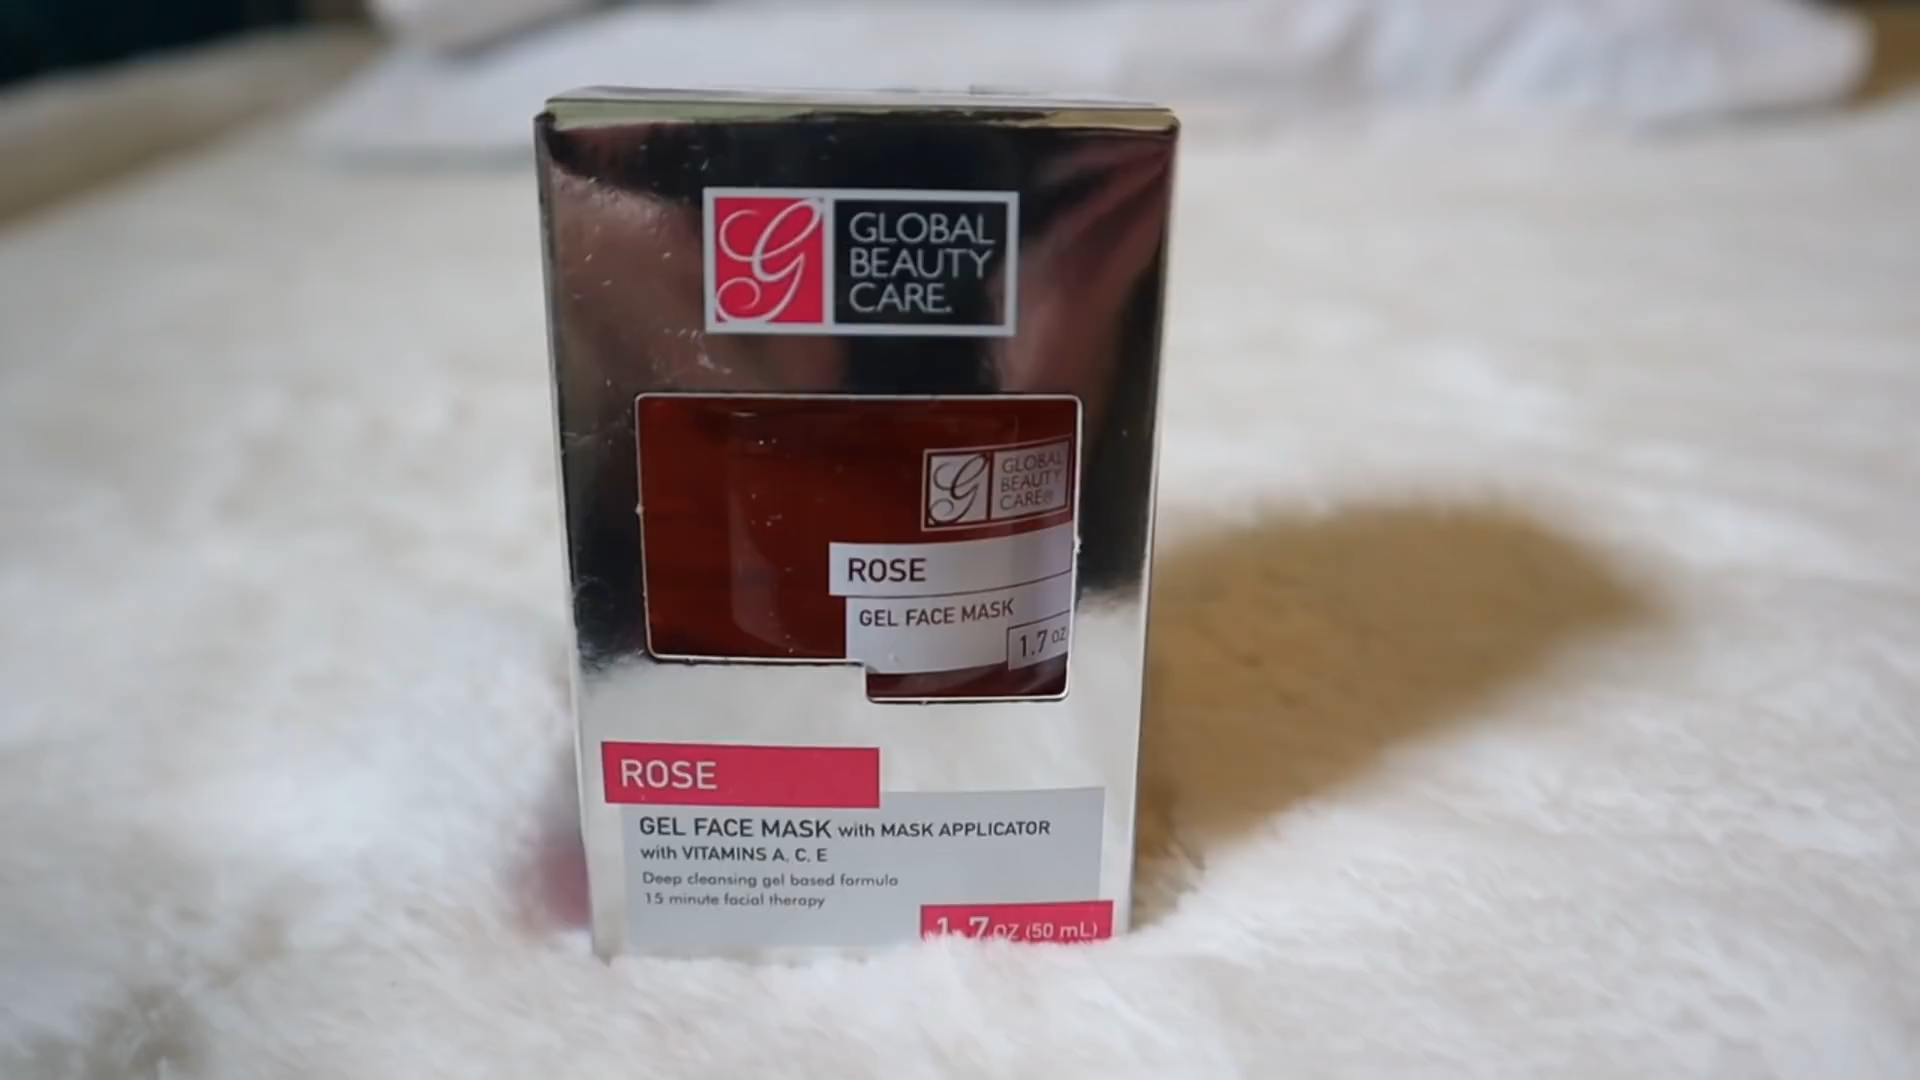 GLOBAL
BEAUTY
CARE.
GLOBAL
BEAUTY
CARE®
ROSE
GEL FACE MASK
1.7 oz
ROSE
GEL FACE MASK with MASK APPLICATOR
with VITAMINS A, C, E
Deep cleansing gel based formula
15 minute facial therapy
1.7 oz (50 mL)